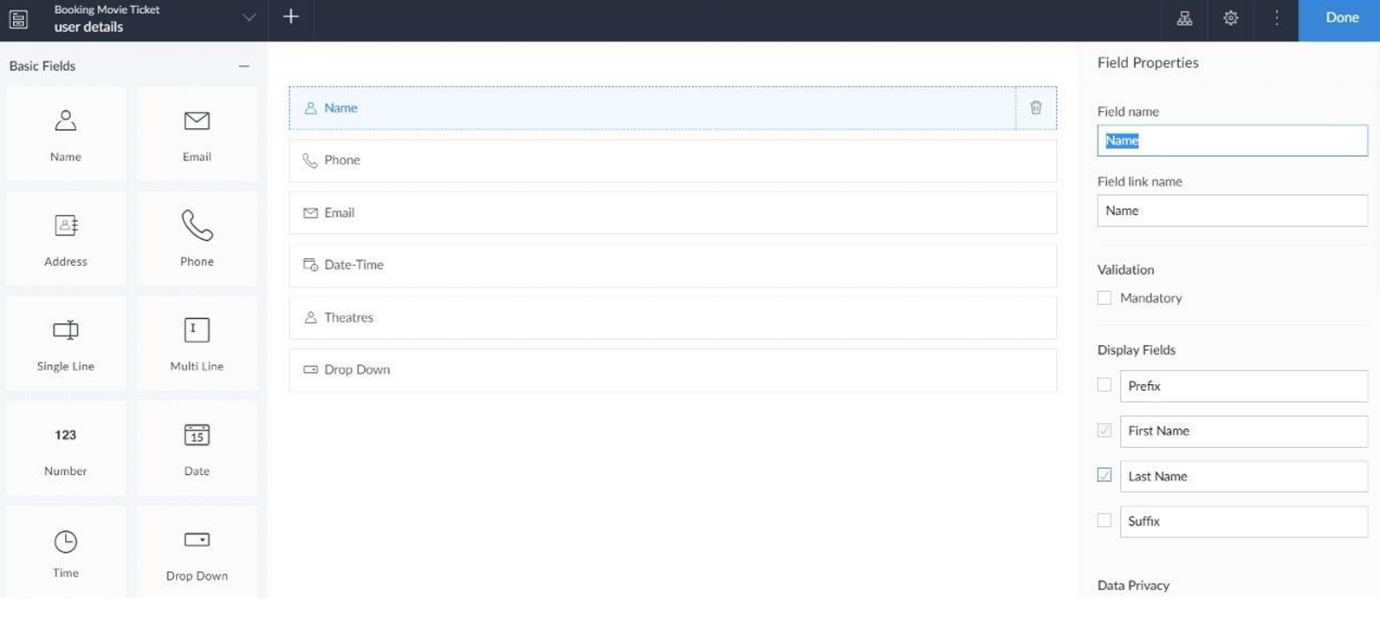 Booking Movie Ticket
user details
Done
Basic Fields
Name
Email
Address
Phone
Single Line
Multi Line
123
Number
15
Date
Time
Drop Down
Name
Phone
Email
Date-Time
Theatres
Drop Down
Field Properties
Field name
Name
Field link name
Name
Validation
Mandatory
Display Fields
Prefix
First Name
Last Name
Suffix
Data Privacy